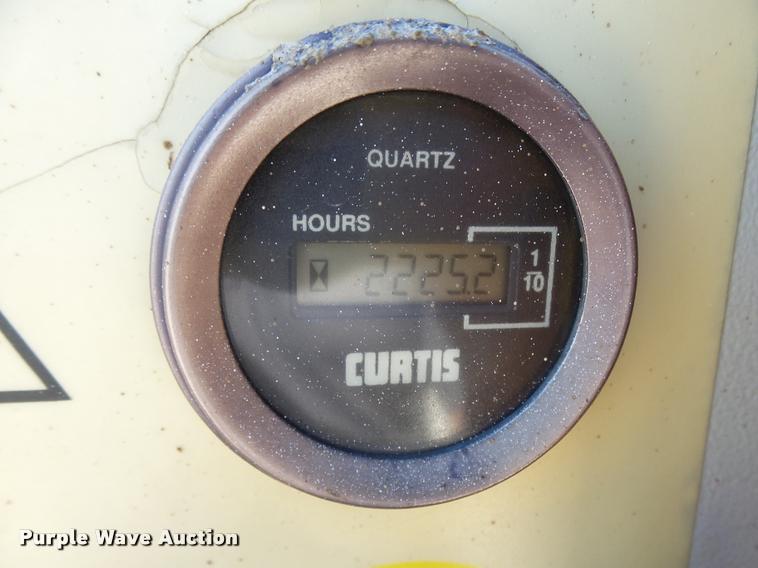 QUARTZ
HOURS
2225.2
1
10
CURTIS
Purple Wave Auction